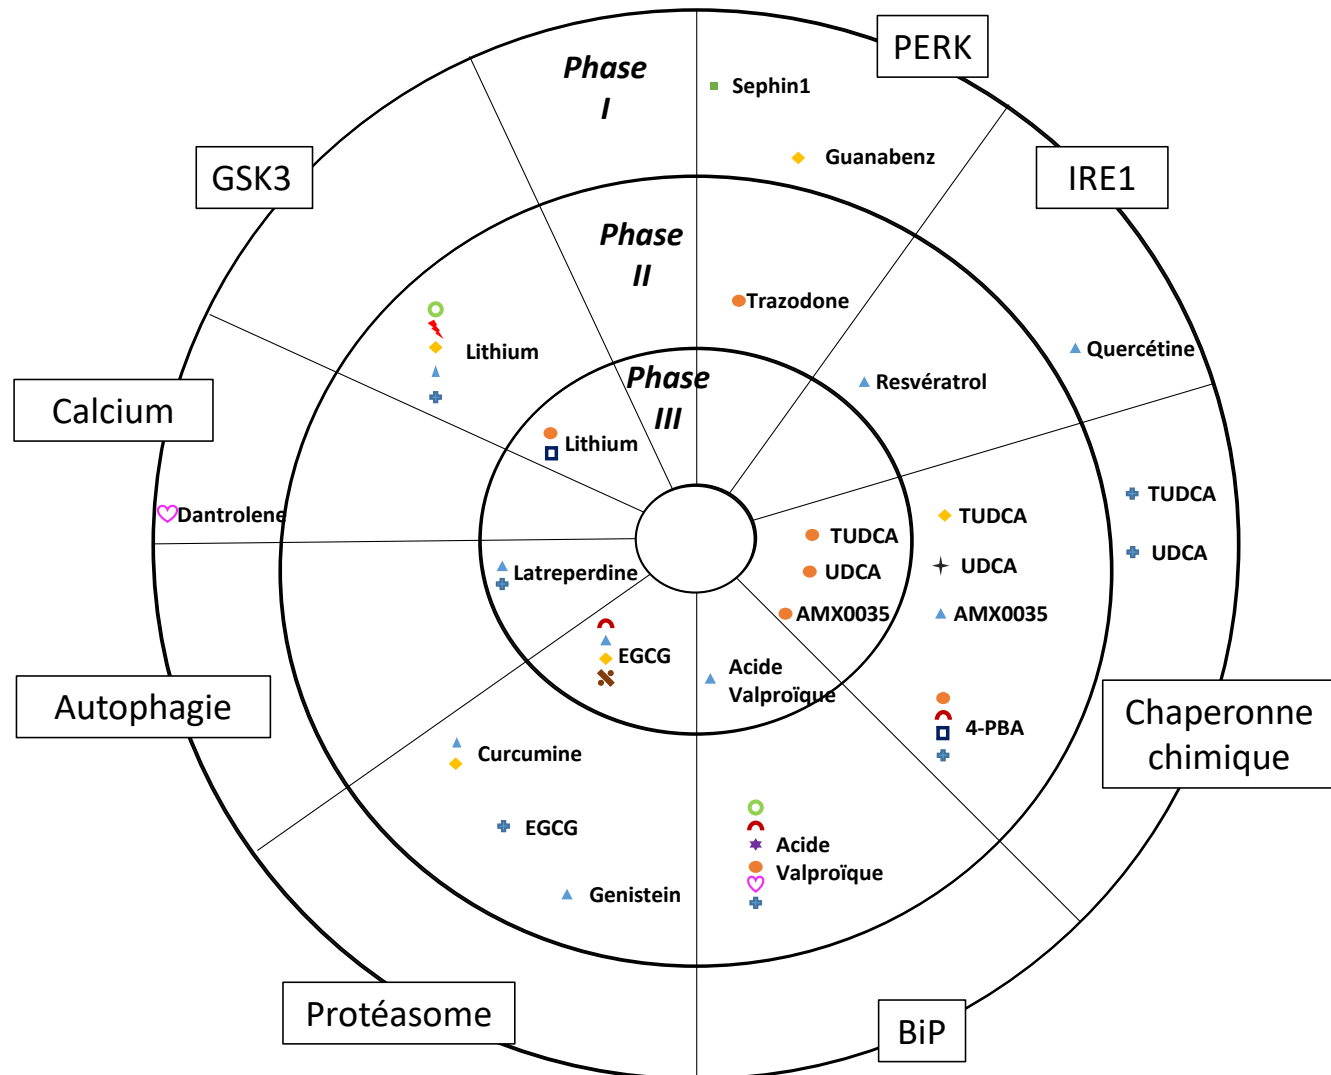 PERK
Phase
I
Sephin1
Guanabenz
GSK3
IRE1
Phase
II
Trazodone
Lithium
Quercétine
Phase
III
Resvératrol
Calcium
Lithium
Dantrolene
TUDCA
TUDCA
TUDCA
UDCA
Latreperdine
UDCA
UDCA
AMX0035
AMX0035
EGCG
Acide
Valproïque
Autophagie
4-PBA
Chaperonne
chimique
Curcumine
EGCG
Acide
Valproïque
Genistein
Protéasome
BiP